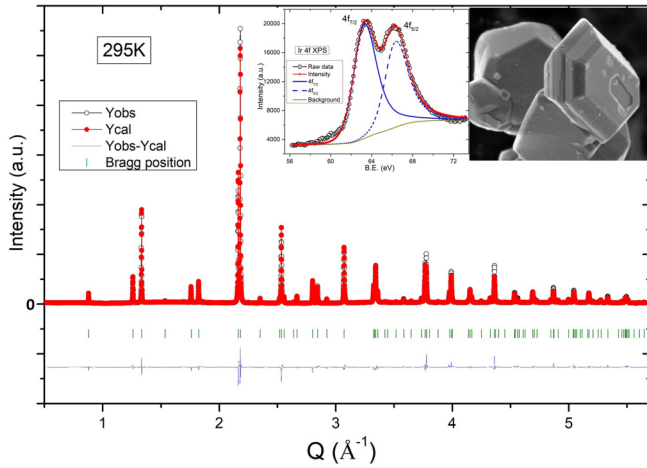 295K
Yobs
Ycal
Yobs-Ycal
Bragg position
Intensity (a.u.)
0
1
2
3
4
5
Q (Å⁻¹)
Ir 4f XPS
4f7/2
4f5/2
Raw data
Intensity
4f7/2
4f5/2
Background
Intensity (a.u.)
20000
16000
12000
8000
4000
56
60
64
68
72
B.E. (eV)